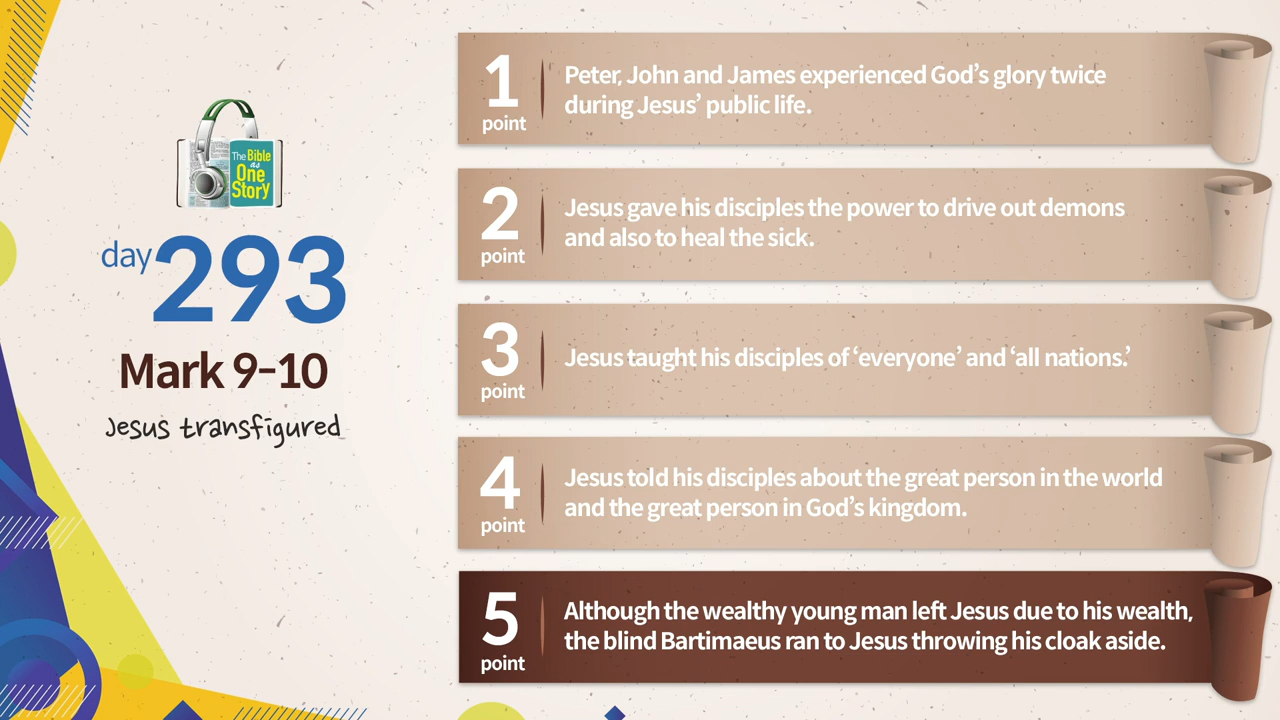 The Bible
as
One
Story
day 293
Mark 9-10
Jesus transfigured
1
point
Peter, John and James experienced God’s glory twice
during Jesus’ public life.
2
point
Jesus gave his disciples the power to drive out demons
and also to heal the sick.
3
point
Jesus taught his disciples of ‘everyone’ and ‘all nations.’
4
point
Jesus told his disciples about the great person in the world
and the great person in God’s kingdom.
5
point
Although the wealthy young man left Jesus due to his wealth,
the blind Bartimaeus ran to Jesus throwing his cloak aside.